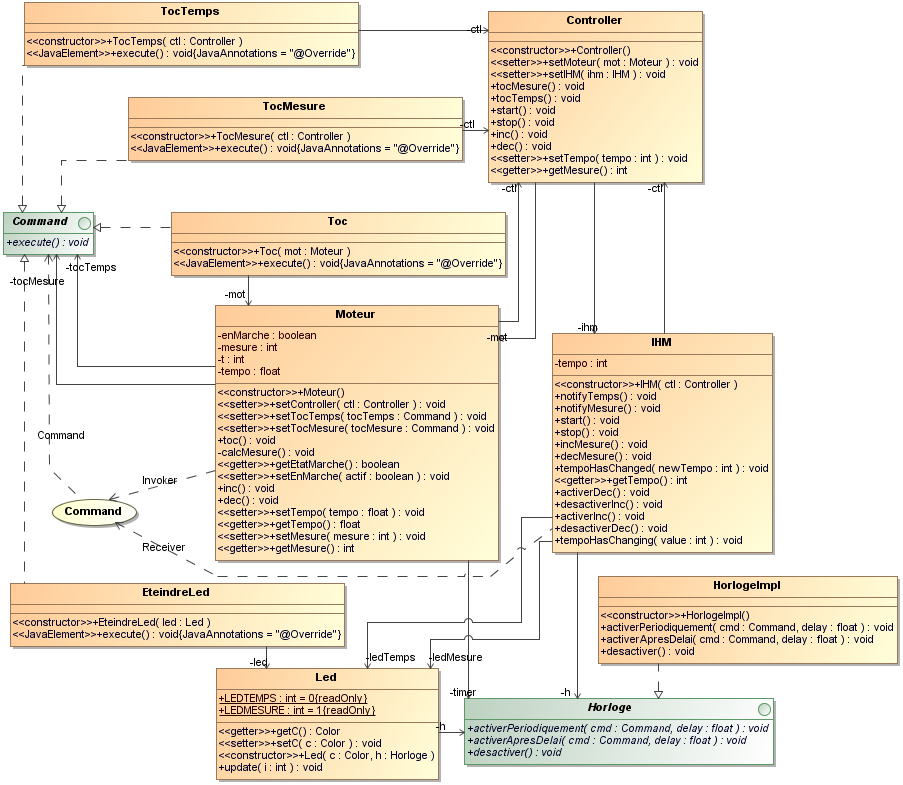 TocTemps
<<constructor>>+TocTemps( ctl : Controller )
<<JavaElement>>+execute() : void{JavaAnnotations = "@Override"}
-ctl
Controller
<<constructor>>+Controller()
<<setter>>+setMoteur( mot : Moteur ) : void
<<setter>>+setIHM( ihm : IHM ) : void
+tocMesure() : void
+tocTemps() : void
+start() : void
+stop() : void
+inc() : void
+dec() : void
<<setter>>+setTempo( tempo : int ) : void
<<getter>>+getMesure() : int
TocMesure
<<constructor>>+TocMesure( ctl : Controller )
<<JavaElement>>+execute() : void{JavaAnnotations = "@Override"}
-ctl
-ctl
-ctl
Command
+execute() : void
Toc
<<constructor>>+Toc( mot : Moteur )
<<JavaElement>>+execute() : void{JavaAnnotations = "@Override"}
-tocTemps
-tocMesure
-mot
Moteur
-enMarche : boolean
-mesure : int
-t : int
-tempo : float
<<constructor>>+Moteur()
<<setter>>+setController( ctl : Controller ) : void
<<setter>>+setTocTemps( tocTemps : Command ) : void
<<setter>>+setTocMesure( tocMesure : Command ) : void
+toc() : void
-calcMesure() : void
<<getter>>+getEtatMarche() : boolean
<<setter>>+setEnMarche( actif : boolean ) : void
+inc() : void
+dec() : void
<<setter>>+setTempo( tempo : float ) : void
<<getter>>+getTempo() : float
<<setter>>+setMesure( mesure : int ) : void
<<getter>>+getMesure() : int
-mot
-ihm
IHM
-tempo : int
<<constructor>>+IHM( ctl : Controller )
+notifyTemps() : void
+notifyMesure() : void
+start() : void
+stop() : void
+incMesure() : void
+decMesure() : void
+tempoHasChanged( newTempo : int ) : void
<<getter>>+getTempo() : int
+activerDec() : void
+desactiverInc() : void
+activerInc() : void
+desactiverDec() : void
+tempoHasChanging( value : int ) : void
Command
Invoker
Command
Receiver
EteindreLed
<<constructor>>+EteindreLed( led : Led )
<<JavaElement>>+execute() : void{JavaAnnotations = "@Override"}
HorlogeImpl
<<constructor>>+HorlogeImpl()
+activerPeriodiquement( cmd : Command, delay : float ) : void
+activerApresDelai( cmd : Command, delay : float ) : void
+desactiver() : void
-led
-ledTemps
-ledMesure
-timer
-h
Led
+LEDTEMPS : int = 0{readOnly}
+LEDMESURE : int = 1{readOnly}
<<getter>>+getC() : Color
<<setter>>+setC( c : Color ) : void
<<constructor>>+Led( c : Color, h : Horloge )
+update( i : int ) : void
-h
Horloge
+activerPeriodiquement( cmd : Command, delay : float ) : void
+activerApresDelai( cmd : Command, delay : float ) : void
+desactiver() : void